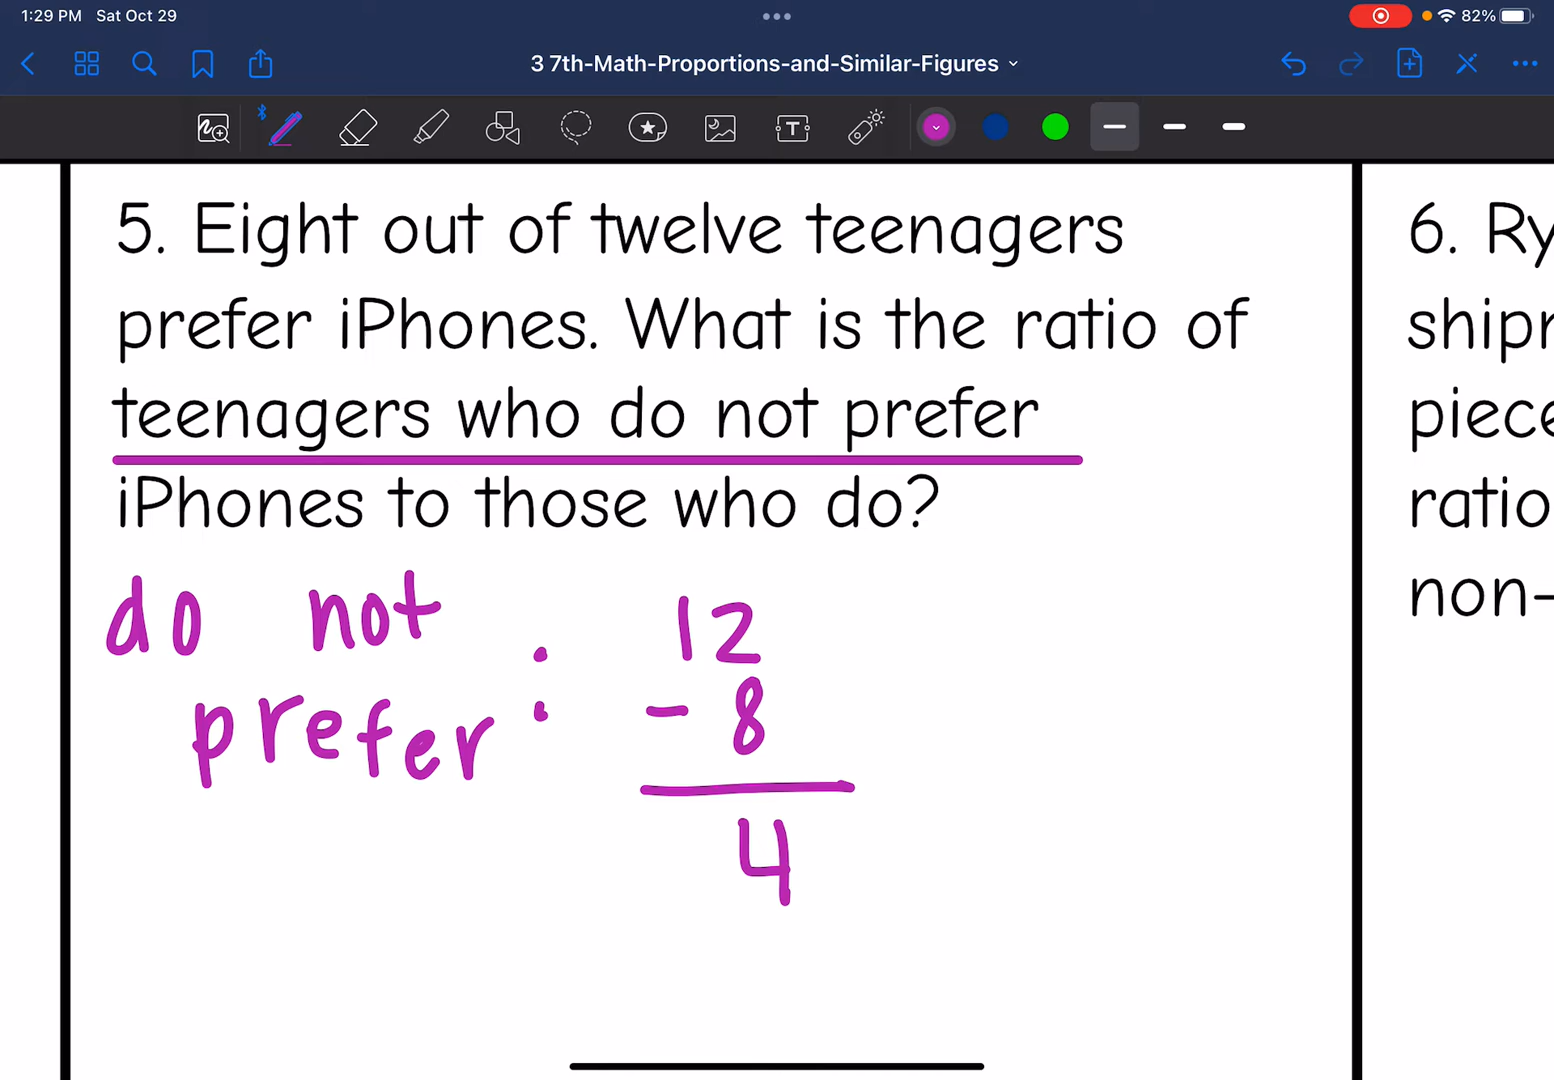 1:29 PM Sat Oct 29
82%
3 7th-Math-Proportions-and-Similar-Figures
T
5. Eight out of twelve teenagers
prefer iPhones. What is the ratio of
teenagers who do not prefer
iPhones to those who do?
do not
prefer :
12
- 8
4
6. Ry
shipr
piece
ratio
non-